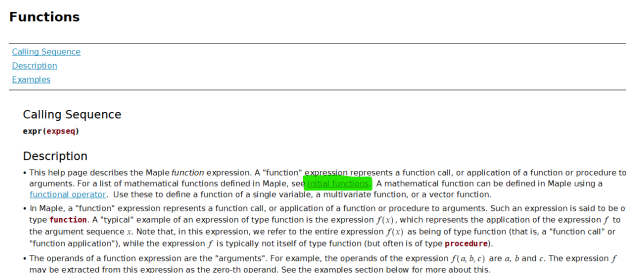 Functions
Calling Sequence
Description
Examples
Calling Sequence
expr(expseq)
Description
• This help page describes the Maple function expression. A "function" expression represents a function call, or application of a function or procedure to
arguments. For a list of mathematical functions defined in Maple, see initial functions. A mathematical function can be defined in Maple using a
functional operator. Use these to define a function of a single variable, a multivariate function, or a vector function.
• In Maple, a "function" expression represents a function call, or application of a function or procedure to arguments. Such an expression is said to be of
type function. A "typical" example of an expression of type function is the expression f(x), which represents the application of the expression f to
the argument sequence x. Note that, in this expression, we refer to the entire expression f(x) as being of type function (that is, a "function call" or
"function application"), while the expression f is typically not itself of type function (but often is of type procedure).
• The operands of a function expression are the "arguments". For example, the operands of the expression f(a, b, c) are a, b and c. The expression f
may be extracted from this expression as the zero-th operand. See the examples section below for more about this.